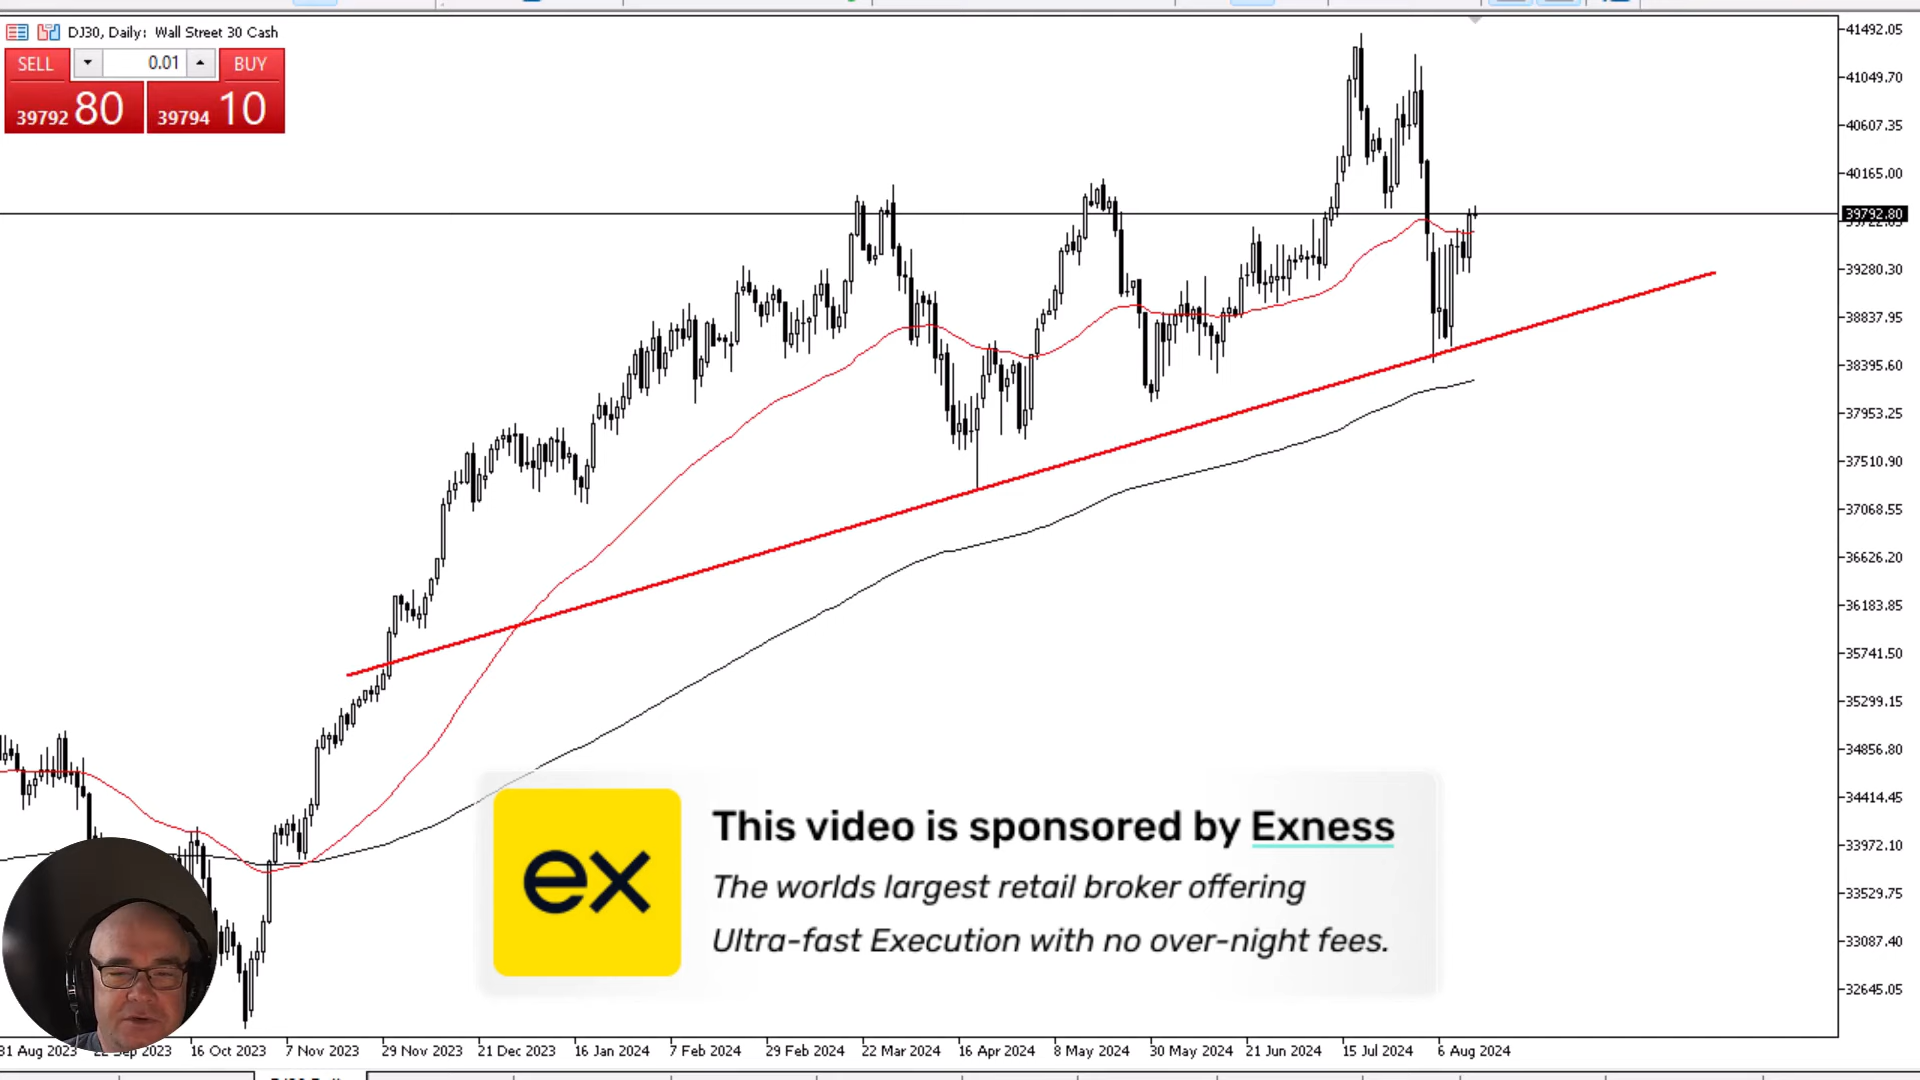 DJ30, Daily: Wall Street 30 Cash
SELL 0.01 BUY
39792 80 39794 10
41492.05
41049.70
40607.35
40165.00
39792.80
39280.30
38837.95
38395.60
37953.25
37510.90
37068.55
36626.20
36183.85
35741.50
35299.15
34856.80
34414.45
33972.10
33529.75
33087.40
32645.05
ex
This video is sponsored by Exness
The worlds largest retail broker offering
Ultra-fast Execution with no over-night fees.
31 Aug 2023 22 Sep 2023 16 Oct 2023 7 Nov 2023 29 Nov 2023 21 Dec 2023 16 Jan 2024 7 Feb 2024 29 Feb 2024 22 Mar 2024 16 Apr 2024 8 May 2024 30 May 2024 21 Jun 2024 15 Jul 2024 6 Aug 2024